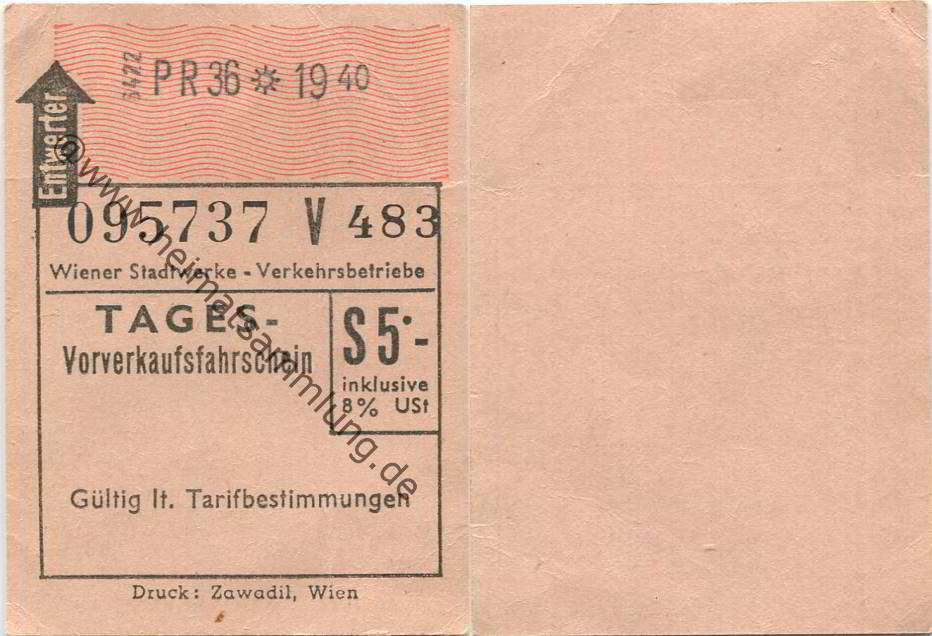 3472
PR 36 ☼ 19 40
Entwerter
095737 V 483
Wiener Stadtwerke - Verkehrsbetriebe
TAGES-
Vorverkaufsfahrschein
S 5·-
inklusive
8% USt
Gültig lt. Tarifbestimmungen
Druck: Zawadil, Wien
©www.heimatsammlung.de